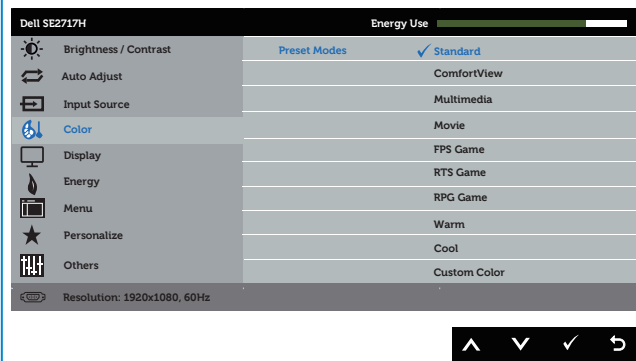 Dell SE2717H Energy Use
Brightness / Contrast Preset Modes Standard
Auto Adjust ComfortView
Input Source Multimedia
Color Movie
Display FPS Game
Energy RTS Game
Menu RPG Game
Personalize Warm
Cool
Others Custom Color
Resolution: 1920x1080, 60Hz